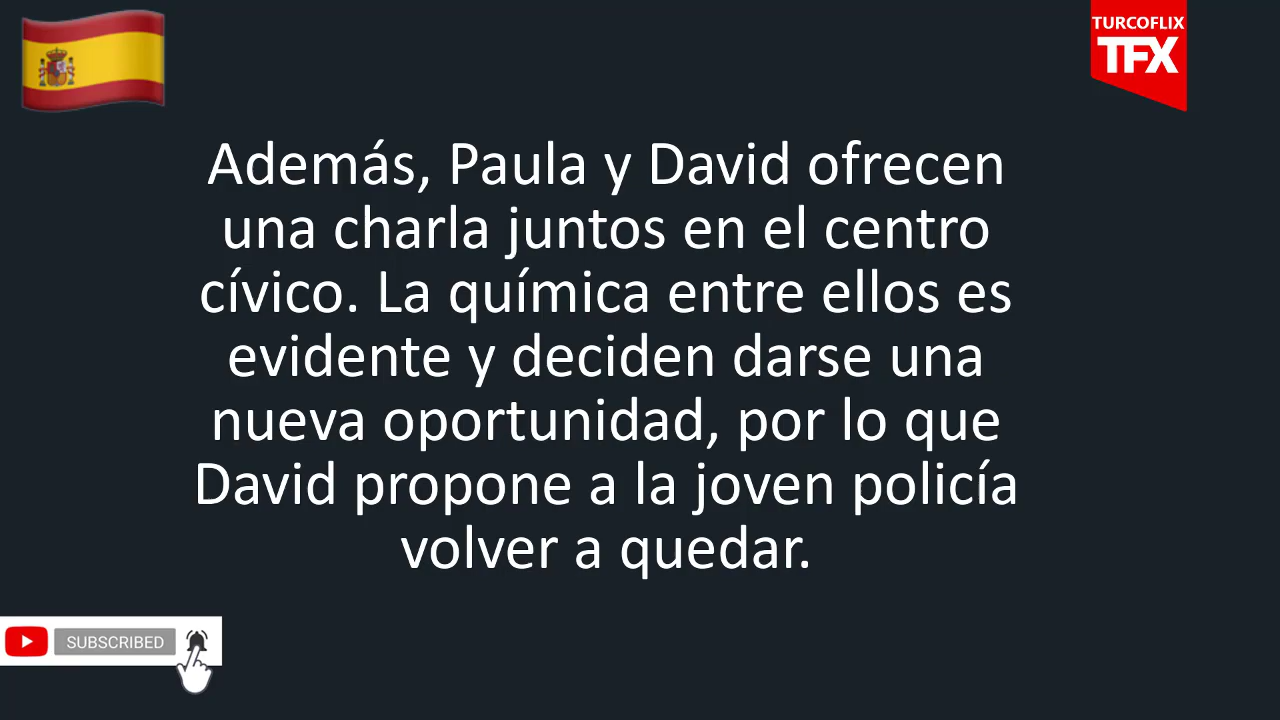 TURCOFLIX
TFX
Además, Paula y David ofrecen
una charla juntos en el centro
cívico. La química entre ellos es
evidente y deciden darse una
nueva oportunidad, por lo que
David propone a la joven policía
volver a quedar.
SUBSCRIBED